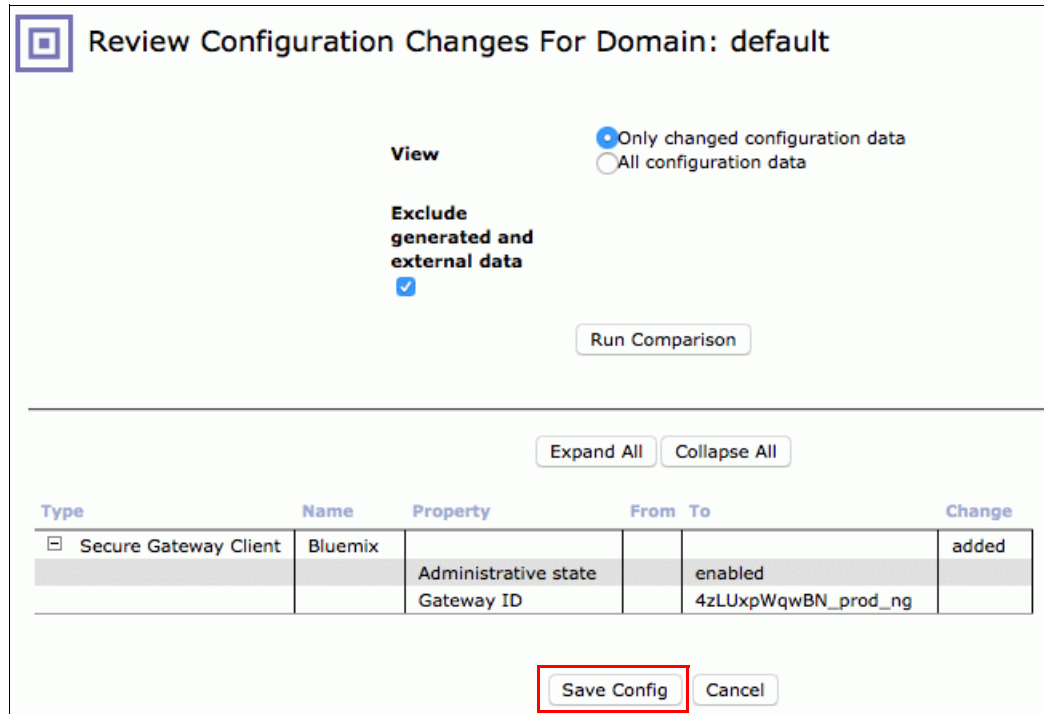 Review Configuration Changes For Domain: default
View
Only changed configuration data
All configuration data
Exclude
generated and
external data
Run Comparison
Expand All Collapse All
Type Name Property From To Change
Secure Gateway Client Bluemix added
Administrative state enabled
Gateway ID 4zLUxpWqwBN_prod_ng
Save Config Cancel